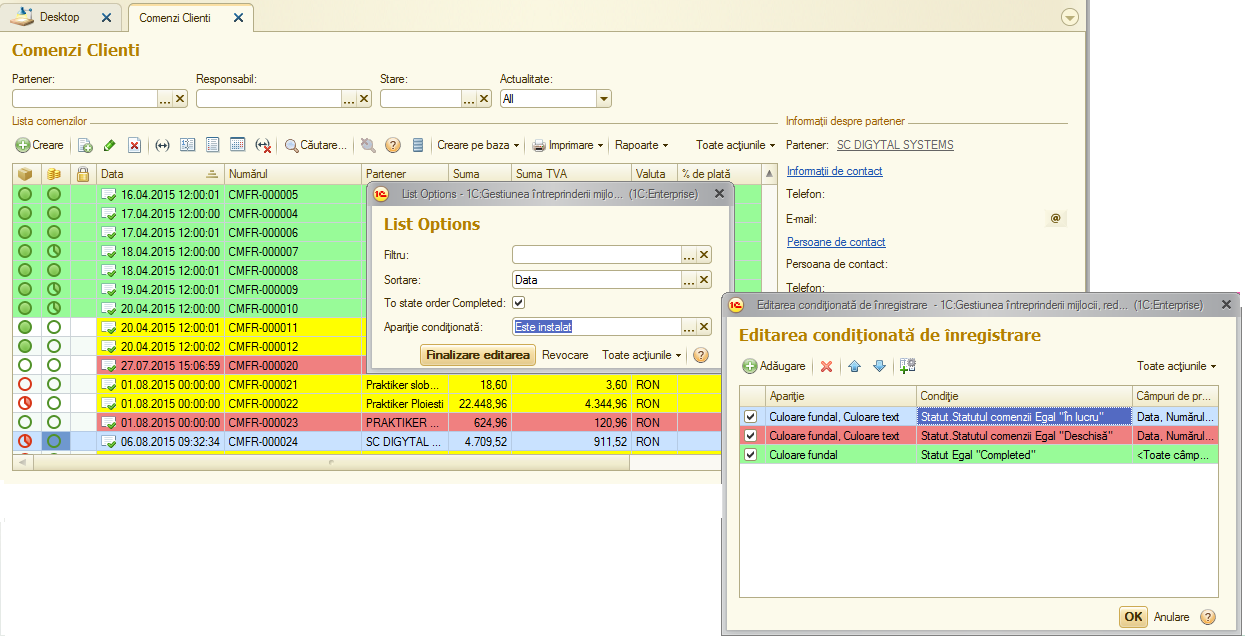 Desktop
Comenzi Clienti
Comenzi Clienti
Partener: Responsabil: Stare: Actualitate:
... ... ... All
Lista comenzilor Informații despre partener
Creare Căutare... Creare pe baza Imprimare Rapoarte Toate acțiunile Partener: SC DIGYTAL SYSTEMS
Data Numărul Partener Suma Suma TVA Valuta % de plată
Informații de contact
Telefon:
E-mail: @
Persoane de contact
Persoana de contact:
Telefon:
16.04.2015 12:00:01 CMFR-000005
17.04.2015 12:00:00 CMFR-000004
17.04.2015 12:00:01 CMFR-000006
18.04.2015 12:00:00 CMFR-000007
18.04.2015 12:00:01 CMFR-000008
19.04.2015 12:00:01 CMFR-000009
20.04.2015 12:00:00 CMFR-000010
20.04.2015 12:00:01 CMFR-000011
20.04.2015 12:00:02 CMFR-000012
27.07.2015 15:06:59 CMFR-000020
01.08.2015 00:00:00 CMFR-000021 Praktiker slob... 18,60 3,60 RON
01.08.2015 00:00:00 CMFR-000022 Praktiker Ploiesti 22.448,96 4.344,96 RON
01.08.2015 00:00:00 CMFR-000023 PRAKTIKER ... 624,96 120,96 RON
06.08.2015 09:32:34 CMFR-000024 SC DIGYTAL ... 4.709,52 911,52 RON
List Options - 1C:Gestiunea întreprinderii mijlo... (1C:Enterprise)
List Options
Filtru: ...
Sortare: Data ...
To state order Completed:
Apariție condiționată: Este instalat ...
Finalizare editarea Revocare Toate acțiunile ?
Editarea condiționată de înregistrare - 1C:Gestiunea întreprinderii mijlocii, red... (1C:Enterprise)
Editarea condiționată de înregistrare
Adăugare Toate acțiunile
Apariție Condiție Câmpuri de pr...
Culoare fundal, Culoare text Statut.Statutul comenzii Egal "În lucru" Data, Numărul...
Culoare fundal, Culoare text Statut.Statutul comenzii Egal "Deschisă" Data, Numărul...
Culoare fundal Statut Egal "Completed" <Toate câmp...
OK Anulare ?